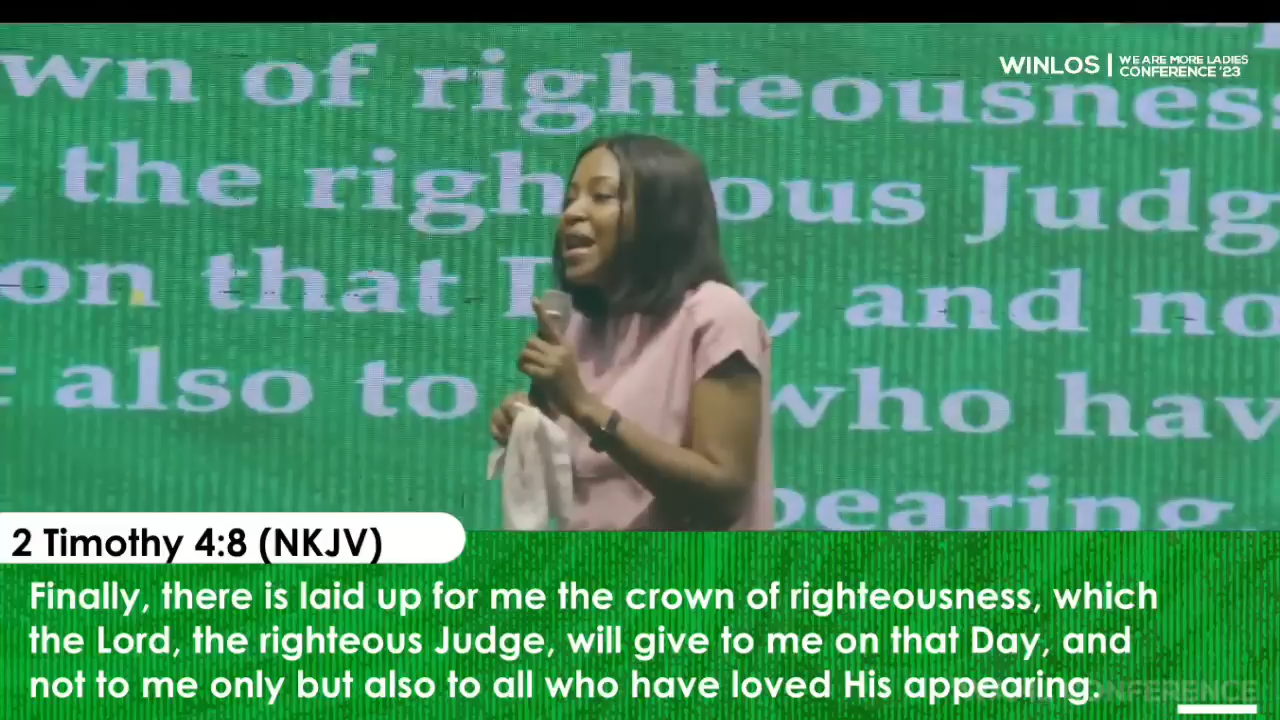 wn of righteousness
WINLOS | WE ARE MORE LADIES
CONFERENCE '23
, the righ ous Judg
on that D , and no
also to who hav
pearing
2 Timothy 4:8 (NKJV)
Finally, there is laid up for me the crown of righteousness, which
the Lord, the righteous Judge, will give to me on that Day, and
not to me only but also to all who have loved His appearing.
CONFERENCE